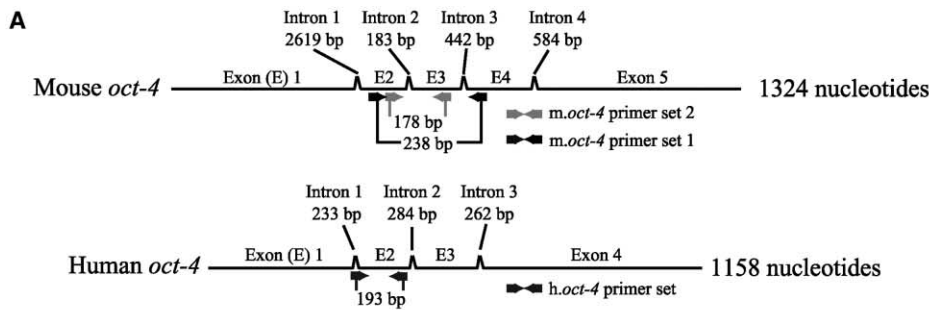 A
Intron 1 Intron 2 Intron 3 Intron 4
2619 bp 183 bp 442 bp 584 bp
Mouse oct-4 Exon (E) 1 E2 E3 E4 Exon 5 1324 nucleotides
178 bp m.oct-4 primer set 2
238 bp m.oct-4 primer set 1
Intron 1 Intron 2 Intron 3
233 bp 284 bp 262 bp
Human oct-4 Exon (E) 1 E2 E3 Exon 4 1158 nucleotides
h.oct-4 primer set
193 bp